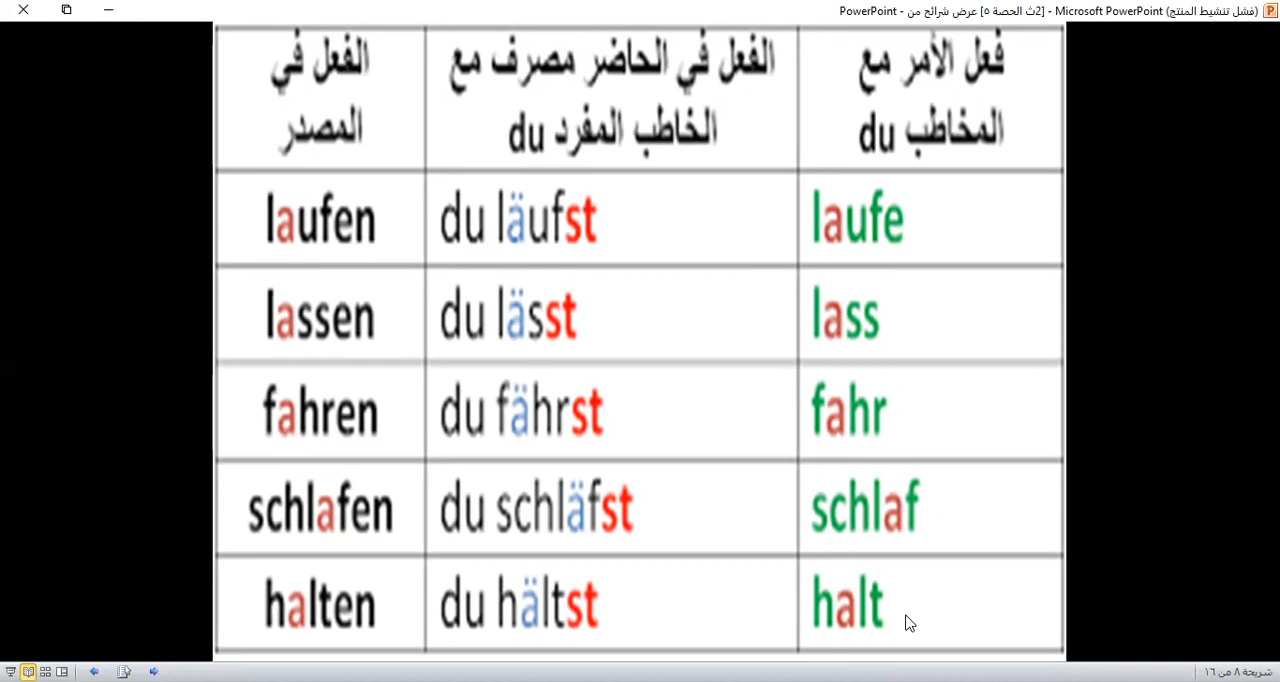 2ث الحصة ٥] عرض شرائح من PowerPoint - [Microsoft PowerPoint (فشل تنشيط المنتج) -
الفعل في الحاضر مصرف مع
الخاطب المفرد du
فعل الأمر مع
المخاطب du
الفعل في
المصدر
laufen du läufst laufe
lassen du lässt lass
fahren du fährst fahr
schlafen du schläfst schlaf
halten du hältst halt
شريحة ٨ من ١٦